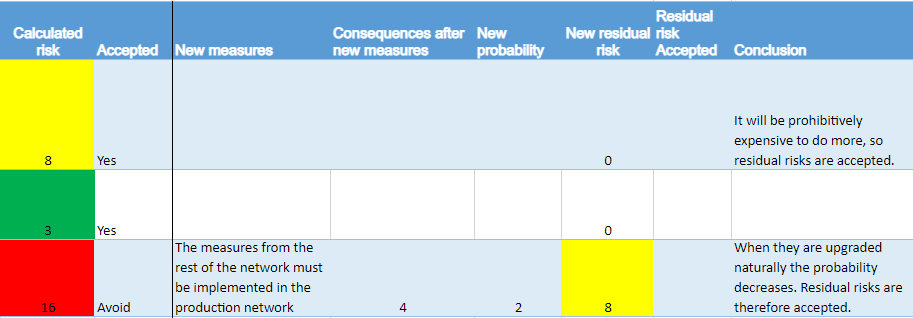 Calculated risk
Accepted
New measures
Consequences after new measures
New probability
New residual risk
Residual risk Accepted
Conclusion
8
Yes
0
It will be prohibitively
expensive to do more, so
residual risks are accepted.
3
Yes
0
16
Avoid
The measures from the
rest of the network must
be implemented in the
production network
4
2
8
When they are upgraded
naturally the probability
decreases. Residual risks are
therefore accepted.